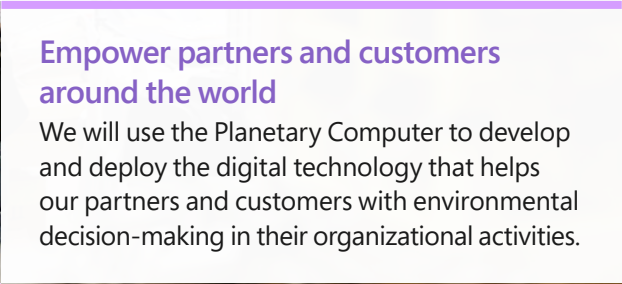 Empower partners and customers
around the world
We will use the Planetary Computer to develop
and deploy the digital technology that helps
our partners and customers with environmental
decision-making in their organizational activities.